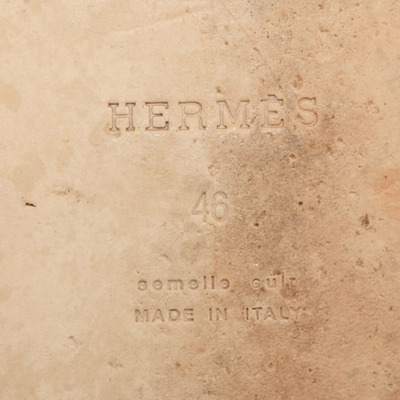 HERMÈS
46
semelle cuir
MADE IN ITALY